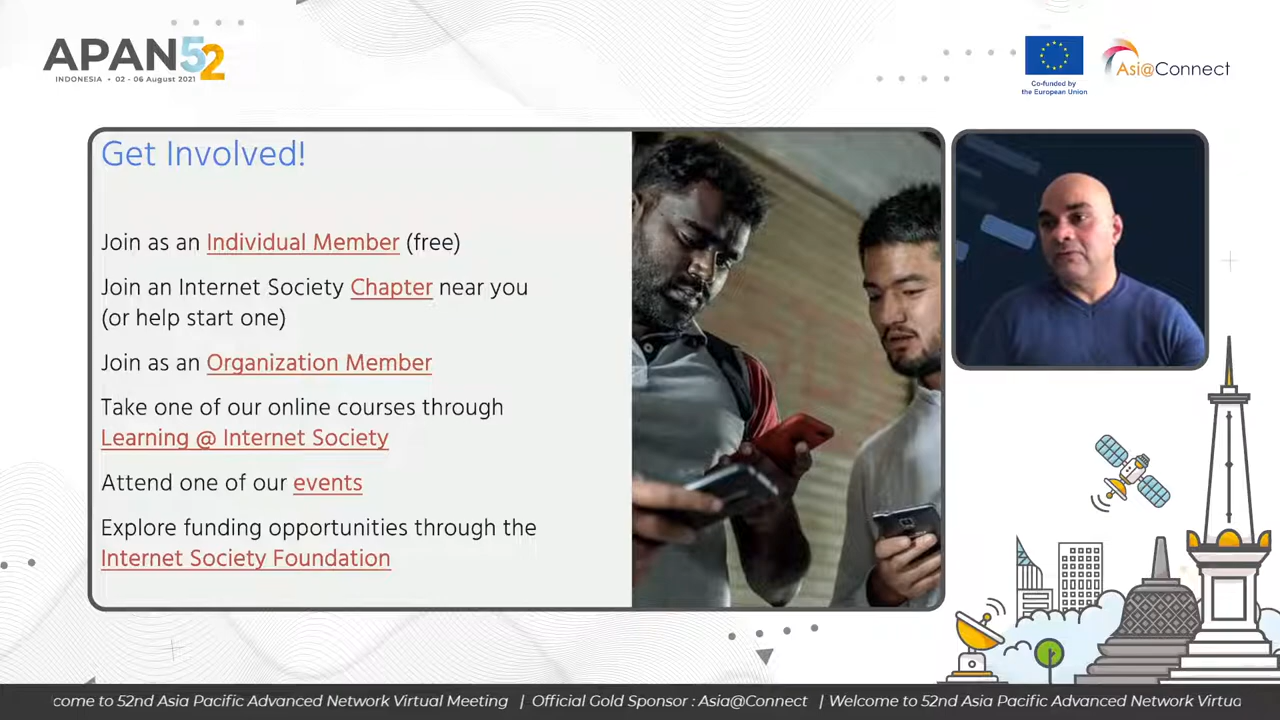 APAN52
INDONESIA • 02 - 06 August 2021
Co-funded by
the European Union
Asi@Connect
Get Involved!
Join as an Individual Member (free)
Join an Internet Society Chapter near you
(or help start one)
Join as an Organization Member
Take one of our online courses through
Learning @ Internet Society
Attend one of our events
Explore funding opportunities through the
Internet Society Foundation
come to 52nd Asia Pacific Advanced Network Virtual Meeting | Official Gold Sponsor : Asia@Connect | Welcome to 52nd Asia Pacific Advanced Network Virtua